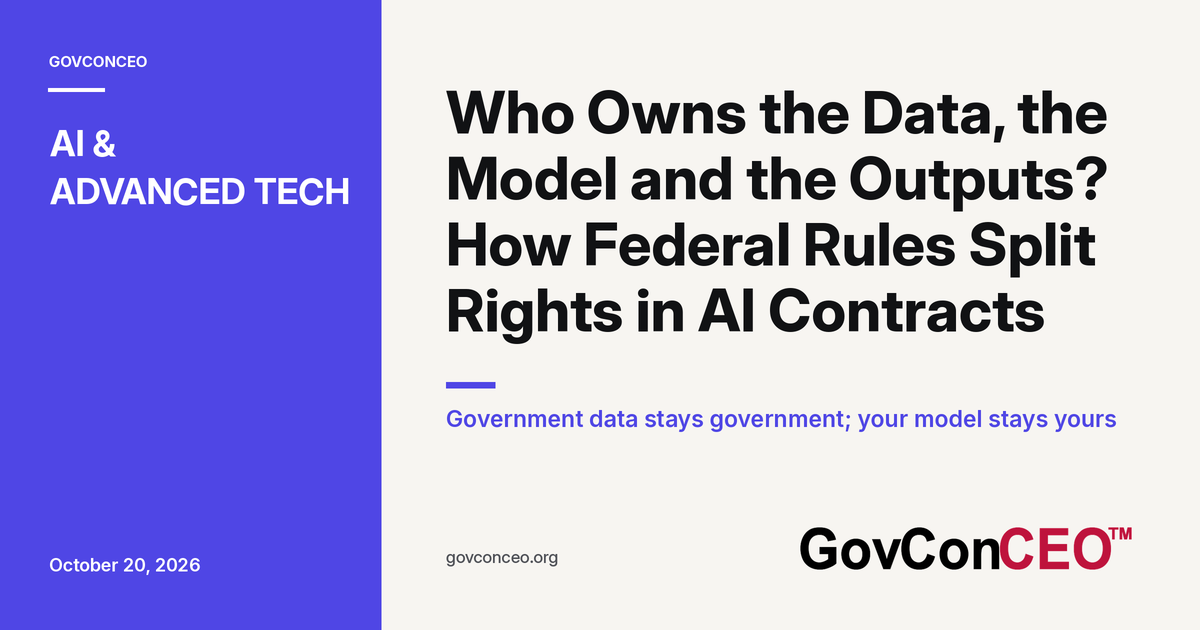 GOVCONCEO
AI &
ADVANCED TECH
October 20, 2026
Who Owns the Data, the
Model and the Outputs?
How Federal Rules Split
Rights in AI Contracts
Government data stays government; your model stays yours
govconceo.org
GovConCEO™